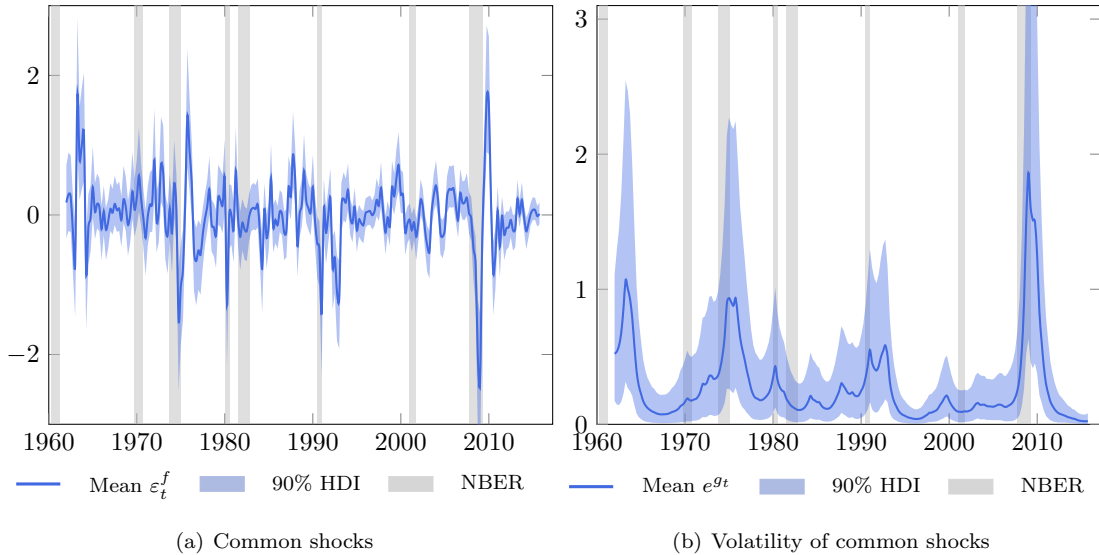 2
0
−2
1960 1970 1980 1990 2000 2010
Mean ε_t^f 90% HDI NBER
(a) Common shocks
3
2
1
0
1960 1970 1980 1990 2000 2010
Mean e^{g_t} 90% HDI NBER
(b) Volatility of common shocks